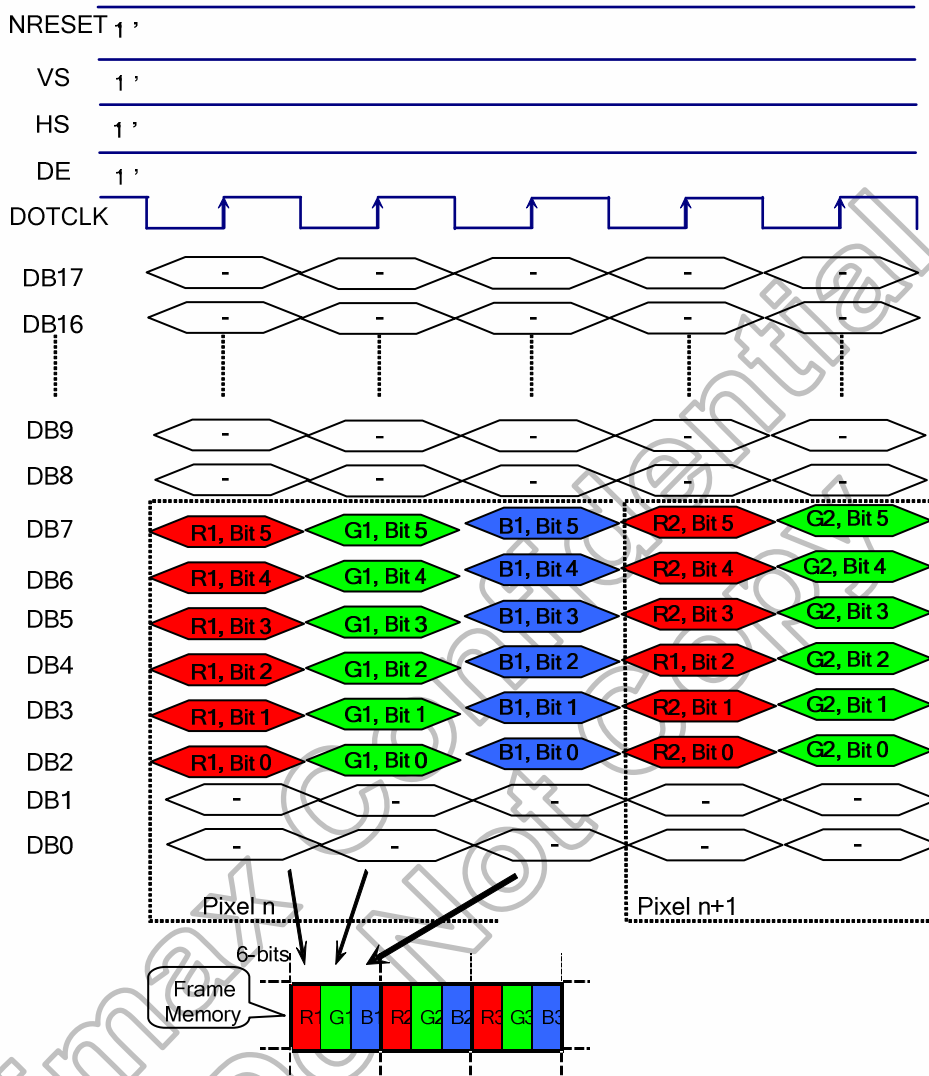 NRESET 1 ’
VS 1 ’
HS 1 ’
DE 1 ’
DOTCLK
DB17 - - - - -
DB16 - - - - -
DB9 - - - - -
DB8 - - - - -
DB7 R1, Bit 5 G1, Bit 5 B1, Bit 5 R2, Bit 5 G2, Bit 5
DB6 R1, Bit 4 G1, Bit 4 B1, Bit 4 R2, Bit 4 G2, Bit 4
DB5 R1, Bit 3 G1, Bit 3 B1, Bit 3 R2, Bit 3 G2, Bit 3
DB4 R1, Bit 2 G1, Bit 2 B1, Bit 2 R1, Bit 2 G2, Bit 2
DB3 R1, Bit 1 G1, Bit 1 B1, Bit 1 R2, Bit 1 G2, Bit 1
DB2 R1, Bit 0 G1, Bit 0 B1, Bit 0 R2, Bit 0 G2, Bit 0
DB1 - - - - -
DB0 - - - - -
Pixel n Pixel n+1
6-bits
Frame
Memory
R1 G1 B1 R2 G2 B2 R3 G3 B3
imax Confidential
Do Not Copy